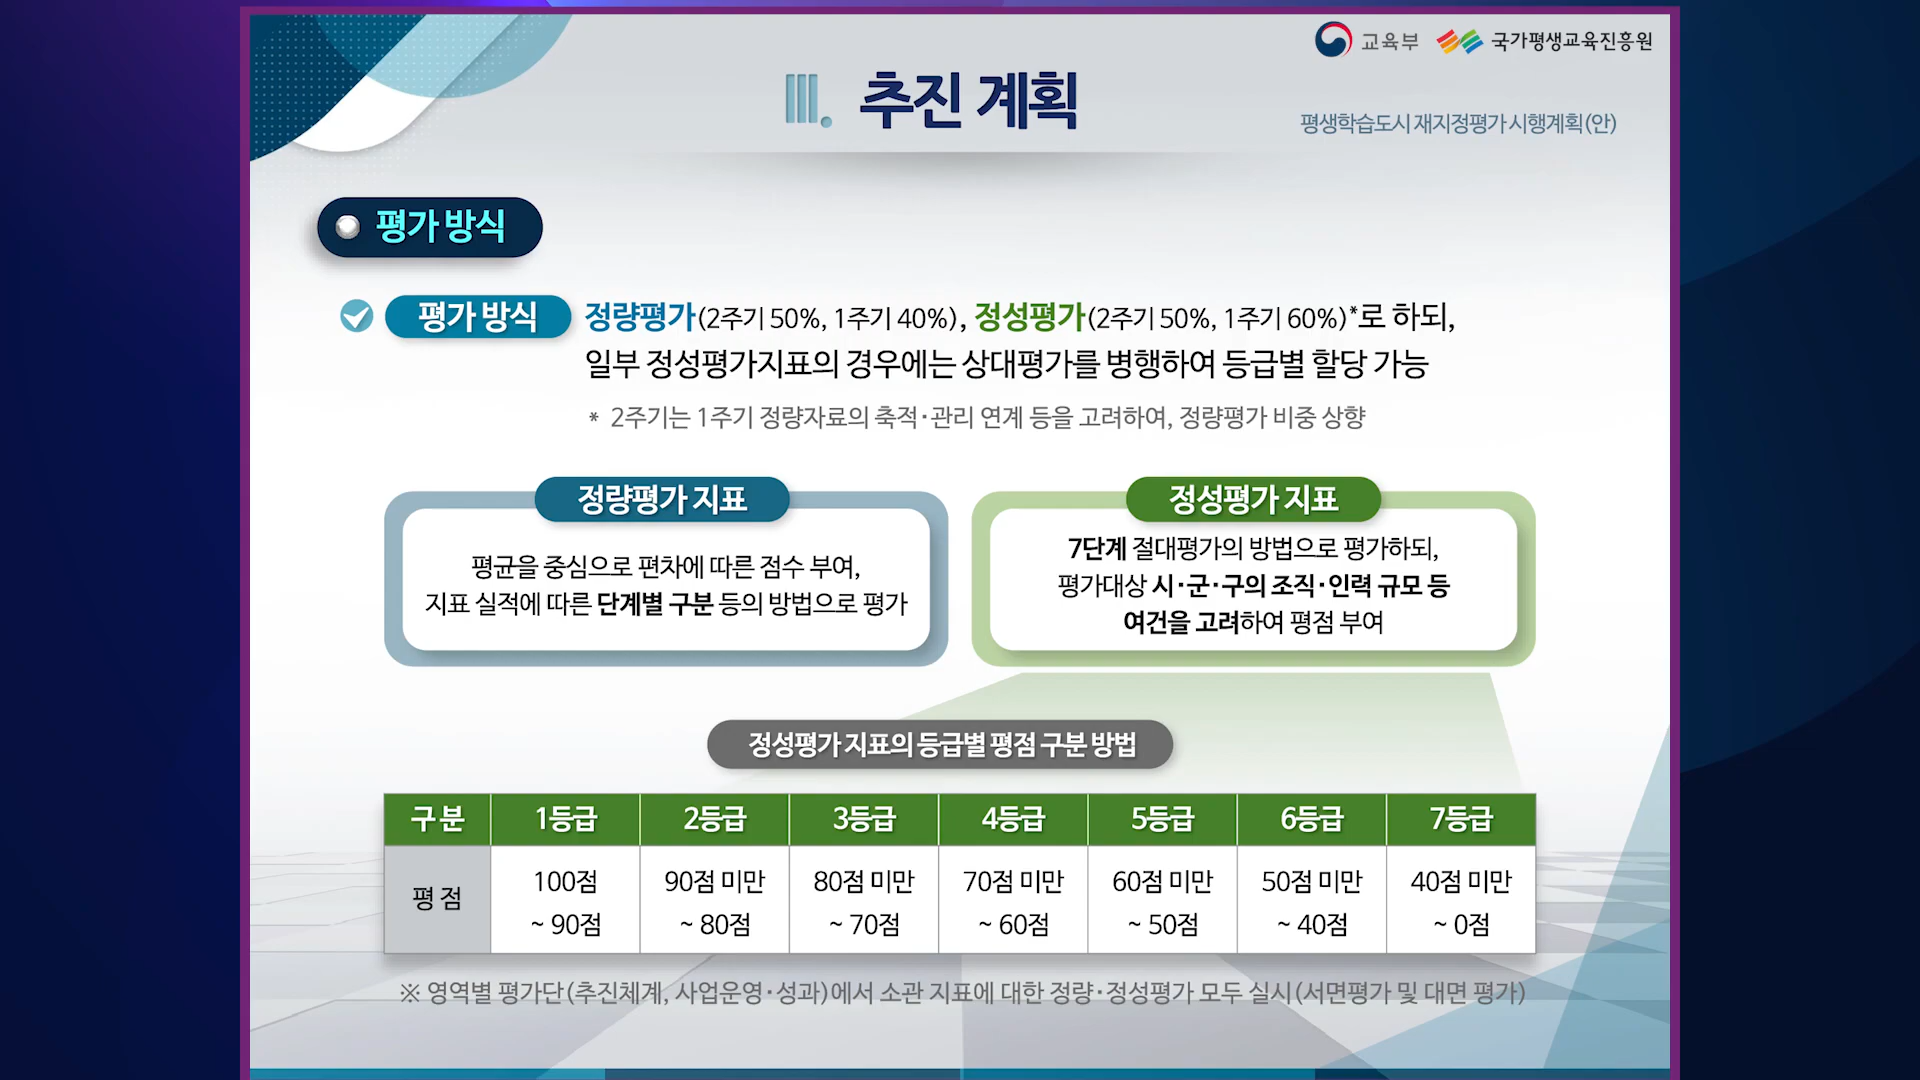 교육부 국가평생교육진흥원
Ⅲ. 추진 계획
평생학습도시 재지정평가 시행계획(안)
평가 방식
평가 방식 정량평가(2주기 50%, 1주기 40%), 정성평가(2주기 50%, 1주기 60%)*로 하되,
일부 정성평가지표의 경우에는 상대평가를 병행하여 등급별 할당 가능
* 2주기는 1주기 정량자료의 축적·관리 연계 등을 고려하여, 정량평가 비중 상향
정량평가 지표
평균을 중심으로 편차에 따른 점수 부여,
지표 실적에 따른 단계별 구분 등의 방법으로 평가
정성평가 지표
7단계 절대평가의 방법으로 평가하되,
평가대상 시·군·구의 조직·인력 규모 등
여건을 고려하여 평점 부여
정성평가 지표의 등급별 평점 구분 방법
구 분 1등급 2등급 3등급 4등급 5등급 6등급 7등급
평 점 100점 90점 미만 80점 미만 70점 미만 60점 미만 50점 미만 40점 미만
~ 90점 ~ 80점 ~ 70점 ~ 60점 ~ 50점 ~ 40점 ~ 0점
※ 영역별 평가단(추진체계, 사업운영·성과)에서 소관 지표에 대한 정량·정성평가 모두 실시(서면평가 및 대면 평가)